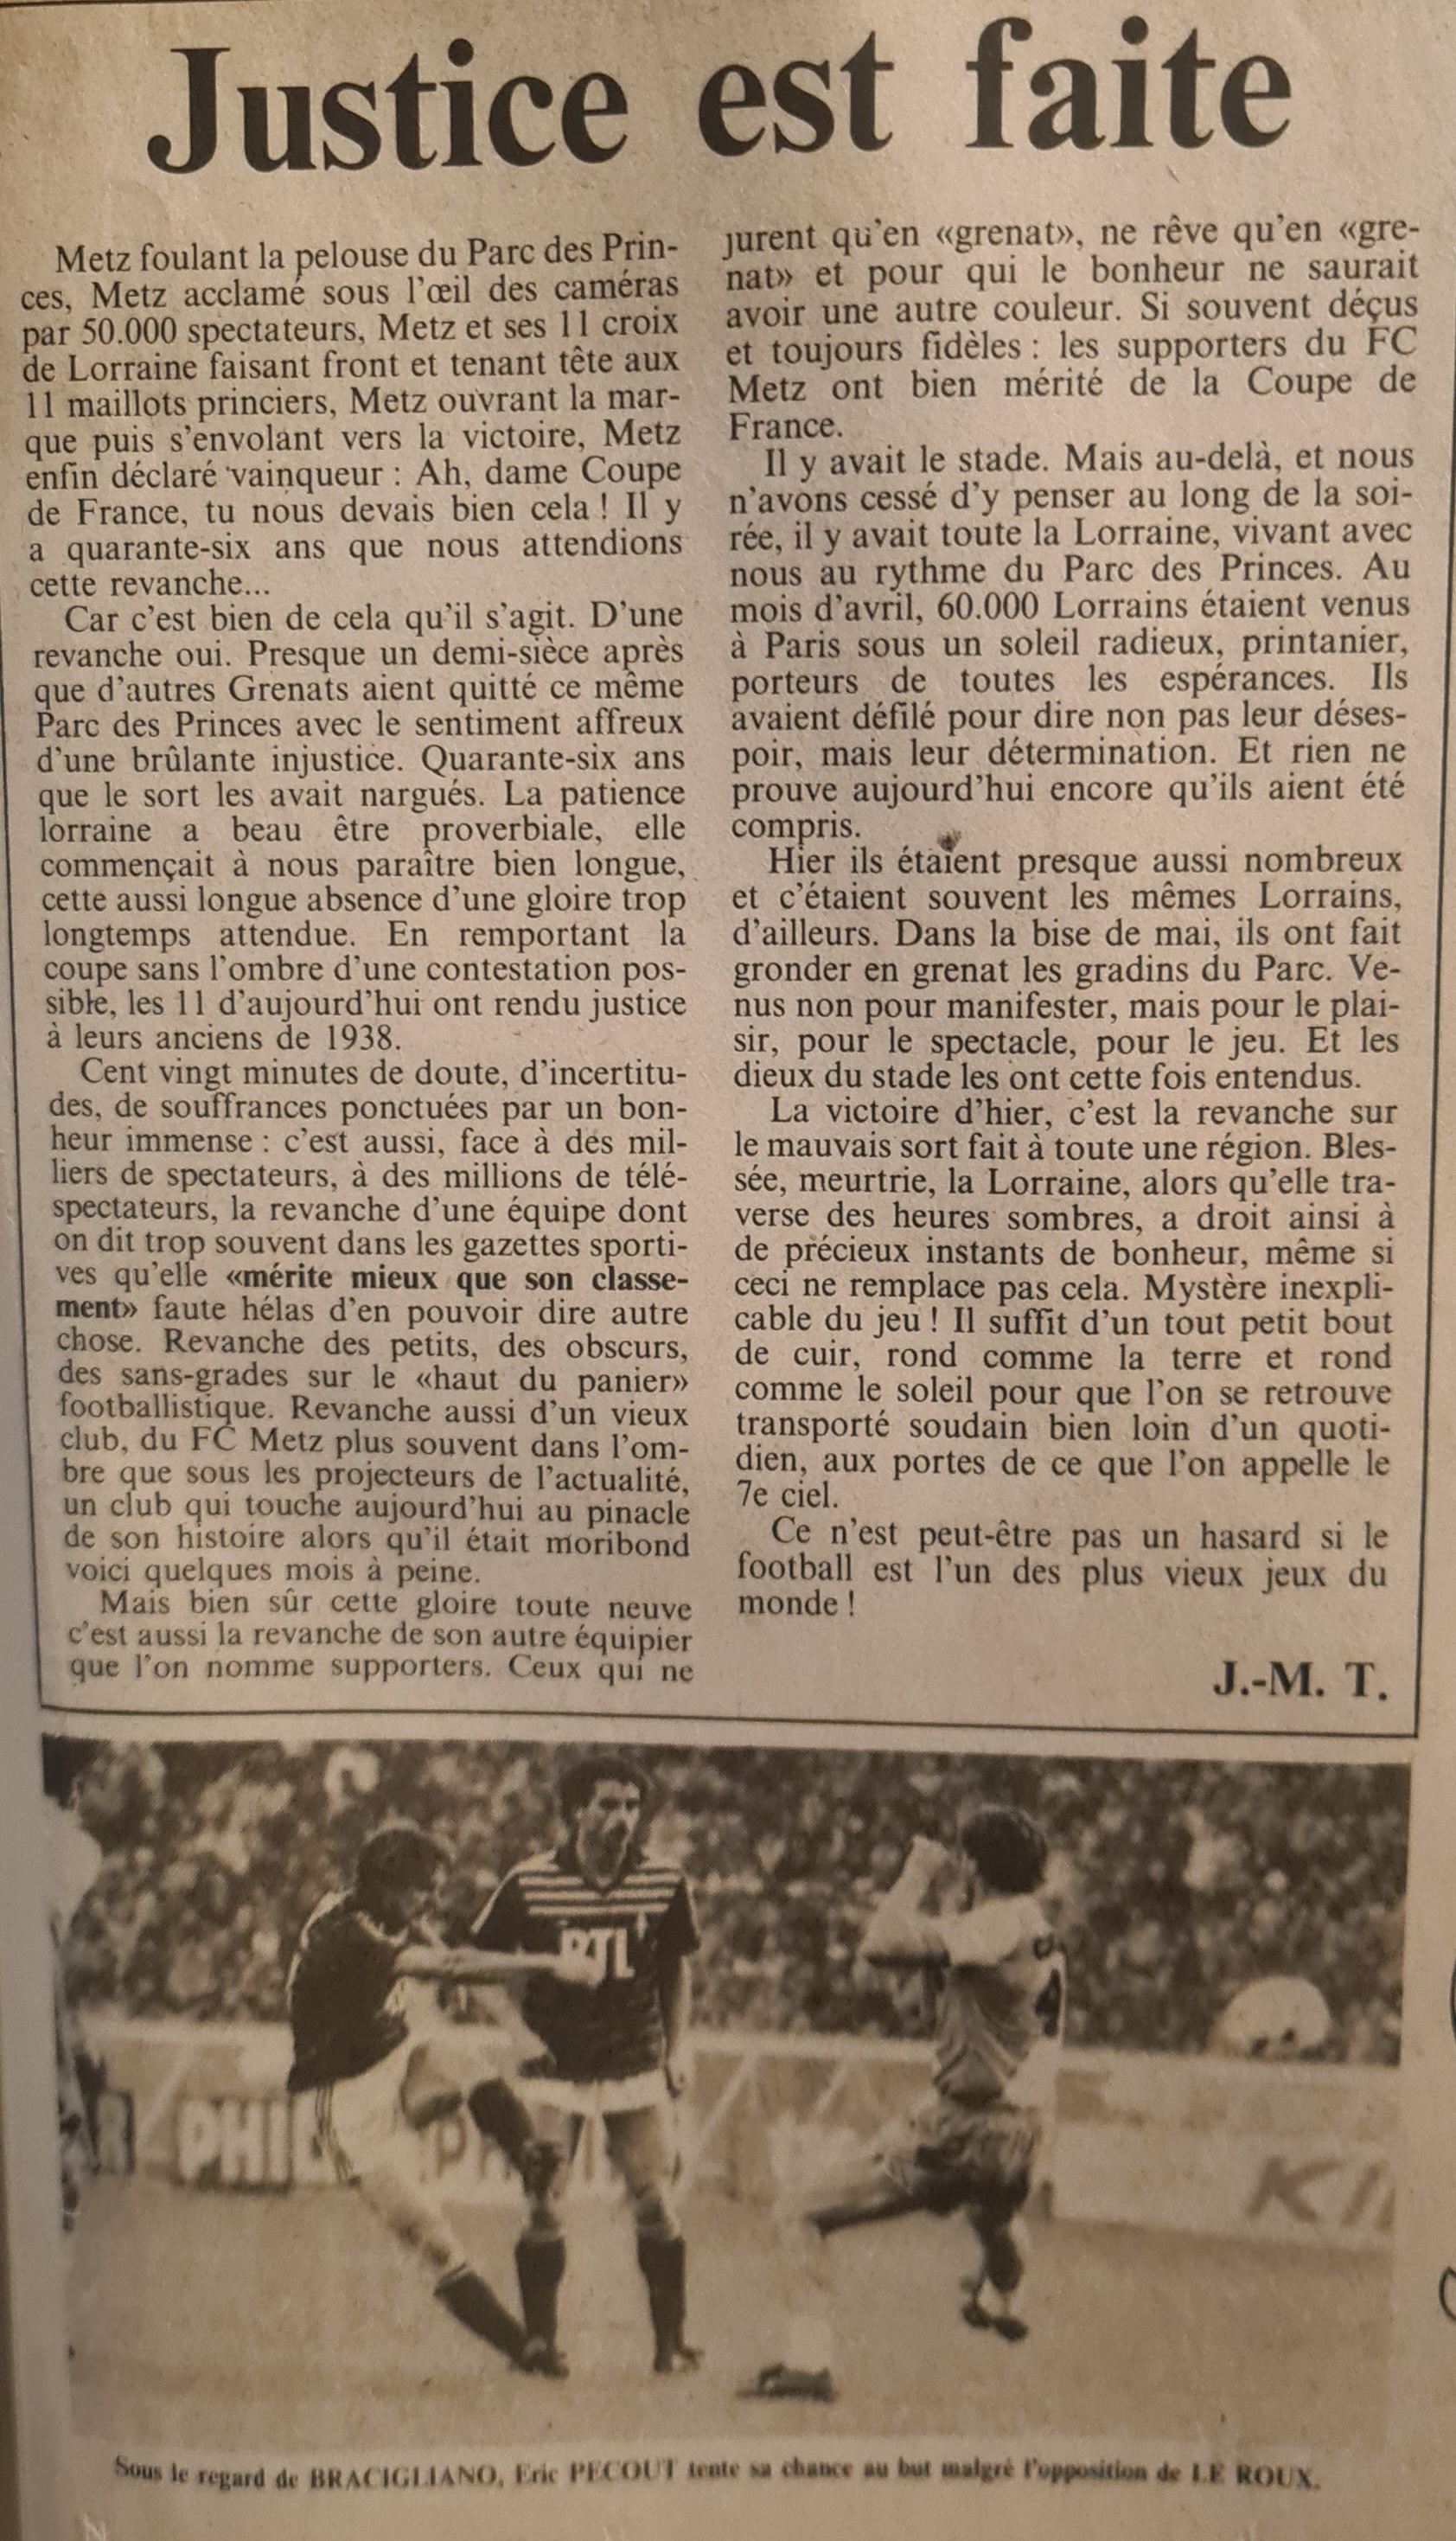 Justice est faite
Metz foulant la pelouse du Parc des Prin-
ces, Metz acclamé sous l'œil des caméras
par 50.000 spectateurs, Metz et ses 11 croix
de Lorraine faisant front et tenant tête aux
11 maillots princiers, Metz ouvrant la mar-
que puis s'envolant vers la victoire, Metz
enfin déclaré vainqueur : Ah, dame Coupe
de France, tu nous devais bien cela ! Il y
a quarante-six ans que nous attendions
cette revanche...
Car c'est bien de cela qu'il s'agit. D'une
revanche oui. Presque un demi-sièce après
que d'autres Grenats aient quitté ce même
Parc des Princes avec le sentiment affreux
d'une brûlante injustice. Quarante-six ans
que le sort les avait nargués. La patience
lorraine a beau être proverbiale, elle
commençait à nous paraître bien longue,
cette aussi longue absence d'une gloire trop
longtemps attendue. En remportant la
coupe sans l'ombre d'une contestation pos-
sible, les 11 d'aujourd'hui ont rendu justice
à leurs anciens de 1938.
Cent vingt minutes de doute, d'incertitu-
des, de souffrances ponctuées par un bon-
heur immense : c'est aussi, face à des mil-
liers de spectateurs, à des millions de télé-
spectateurs, la revanche d'une équipe dont
on dit trop souvent dans les gazettes sporti-
ves qu'elle «mérite mieux que son classe-
ment» faute hélas d'en pouvoir dire autre
chose. Revanche des petits, des obscurs,
des sans-grades sur le «haut du panier»
footballistique. Revanche aussi d'un vieux
club, du FC Metz plus souvent dans l'om-
bre que sous les projecteurs de l'actualité,
un club qui touche aujourd'hui au pinacle
de son histoire alors qu'il était moribond
voici quelques mois à peine.
Mais bien sûr cette gloire toute neuve
c'est aussi la revanche de son autre équipier
que l'on nomme supporters. Ceux qui ne
jurent qu'en «grenat», ne rêve qu'en «gre-
nat» et pour qui le bonheur ne saurait
avoir une autre couleur. Si souvent déçus
et toujours fidèles : les supporters du FC
Metz ont bien mérité de la Coupe de
France.
Il y avait le stade. Mais au-delà, et nous
n'avons cessé d'y penser au long de la soi-
rée, il y avait toute la Lorraine, vivant avec
nous au rythme du Parc des Princes. Au
mois d'avril, 60.000 Lorrains étaient venus
à Paris sous un soleil radieux, printanier,
porteurs de toutes les espérances. Ils
avaient défilé pour dire non pas leur déses-
poir, mais leur détermination. Et rien ne
prouve aujourd'hui encore qu'ils aient été
compris.
Hier ils étaient presque aussi nombreux
et c'étaient souvent les mêmes Lorrains,
d'ailleurs. Dans la bise de mai, ils ont fait
gronder en grenat les gradins du Parc. Ve-
nus non pour manifester, mais pour le plai-
sir, pour le spectacle, pour le jeu. Et les
dieux du stade les ont cette fois entendus.
La victoire d'hier, c'est la revanche sur
le mauvais sort fait à toute une région. Bles-
sée, meurtrie, la Lorraine, alors qu'elle tra-
verse des heures sombres, a droit ainsi à
de précieux instants de bonheur, même si
ceci ne remplace pas cela. Mystère inexpli-
cable du jeu ! Il suffit d'un tout petit bout
de cuir, rond comme la terre et rond
comme le soleil pour que l'on se retrouve
transporté soudain bien loin d'un quoti-
dien, aux portes de ce que l'on appelle le
7e ciel.
Ce n'est peut-être pas un hasard si le
football est l'un des plus vieux jeux du
monde !
J.-M. T.
RTL
PHIL
KI
Sous le regard de BRACIGLIANO, Eric PECOUT tente sa chance au but malgré l'opposition de LE ROUX.